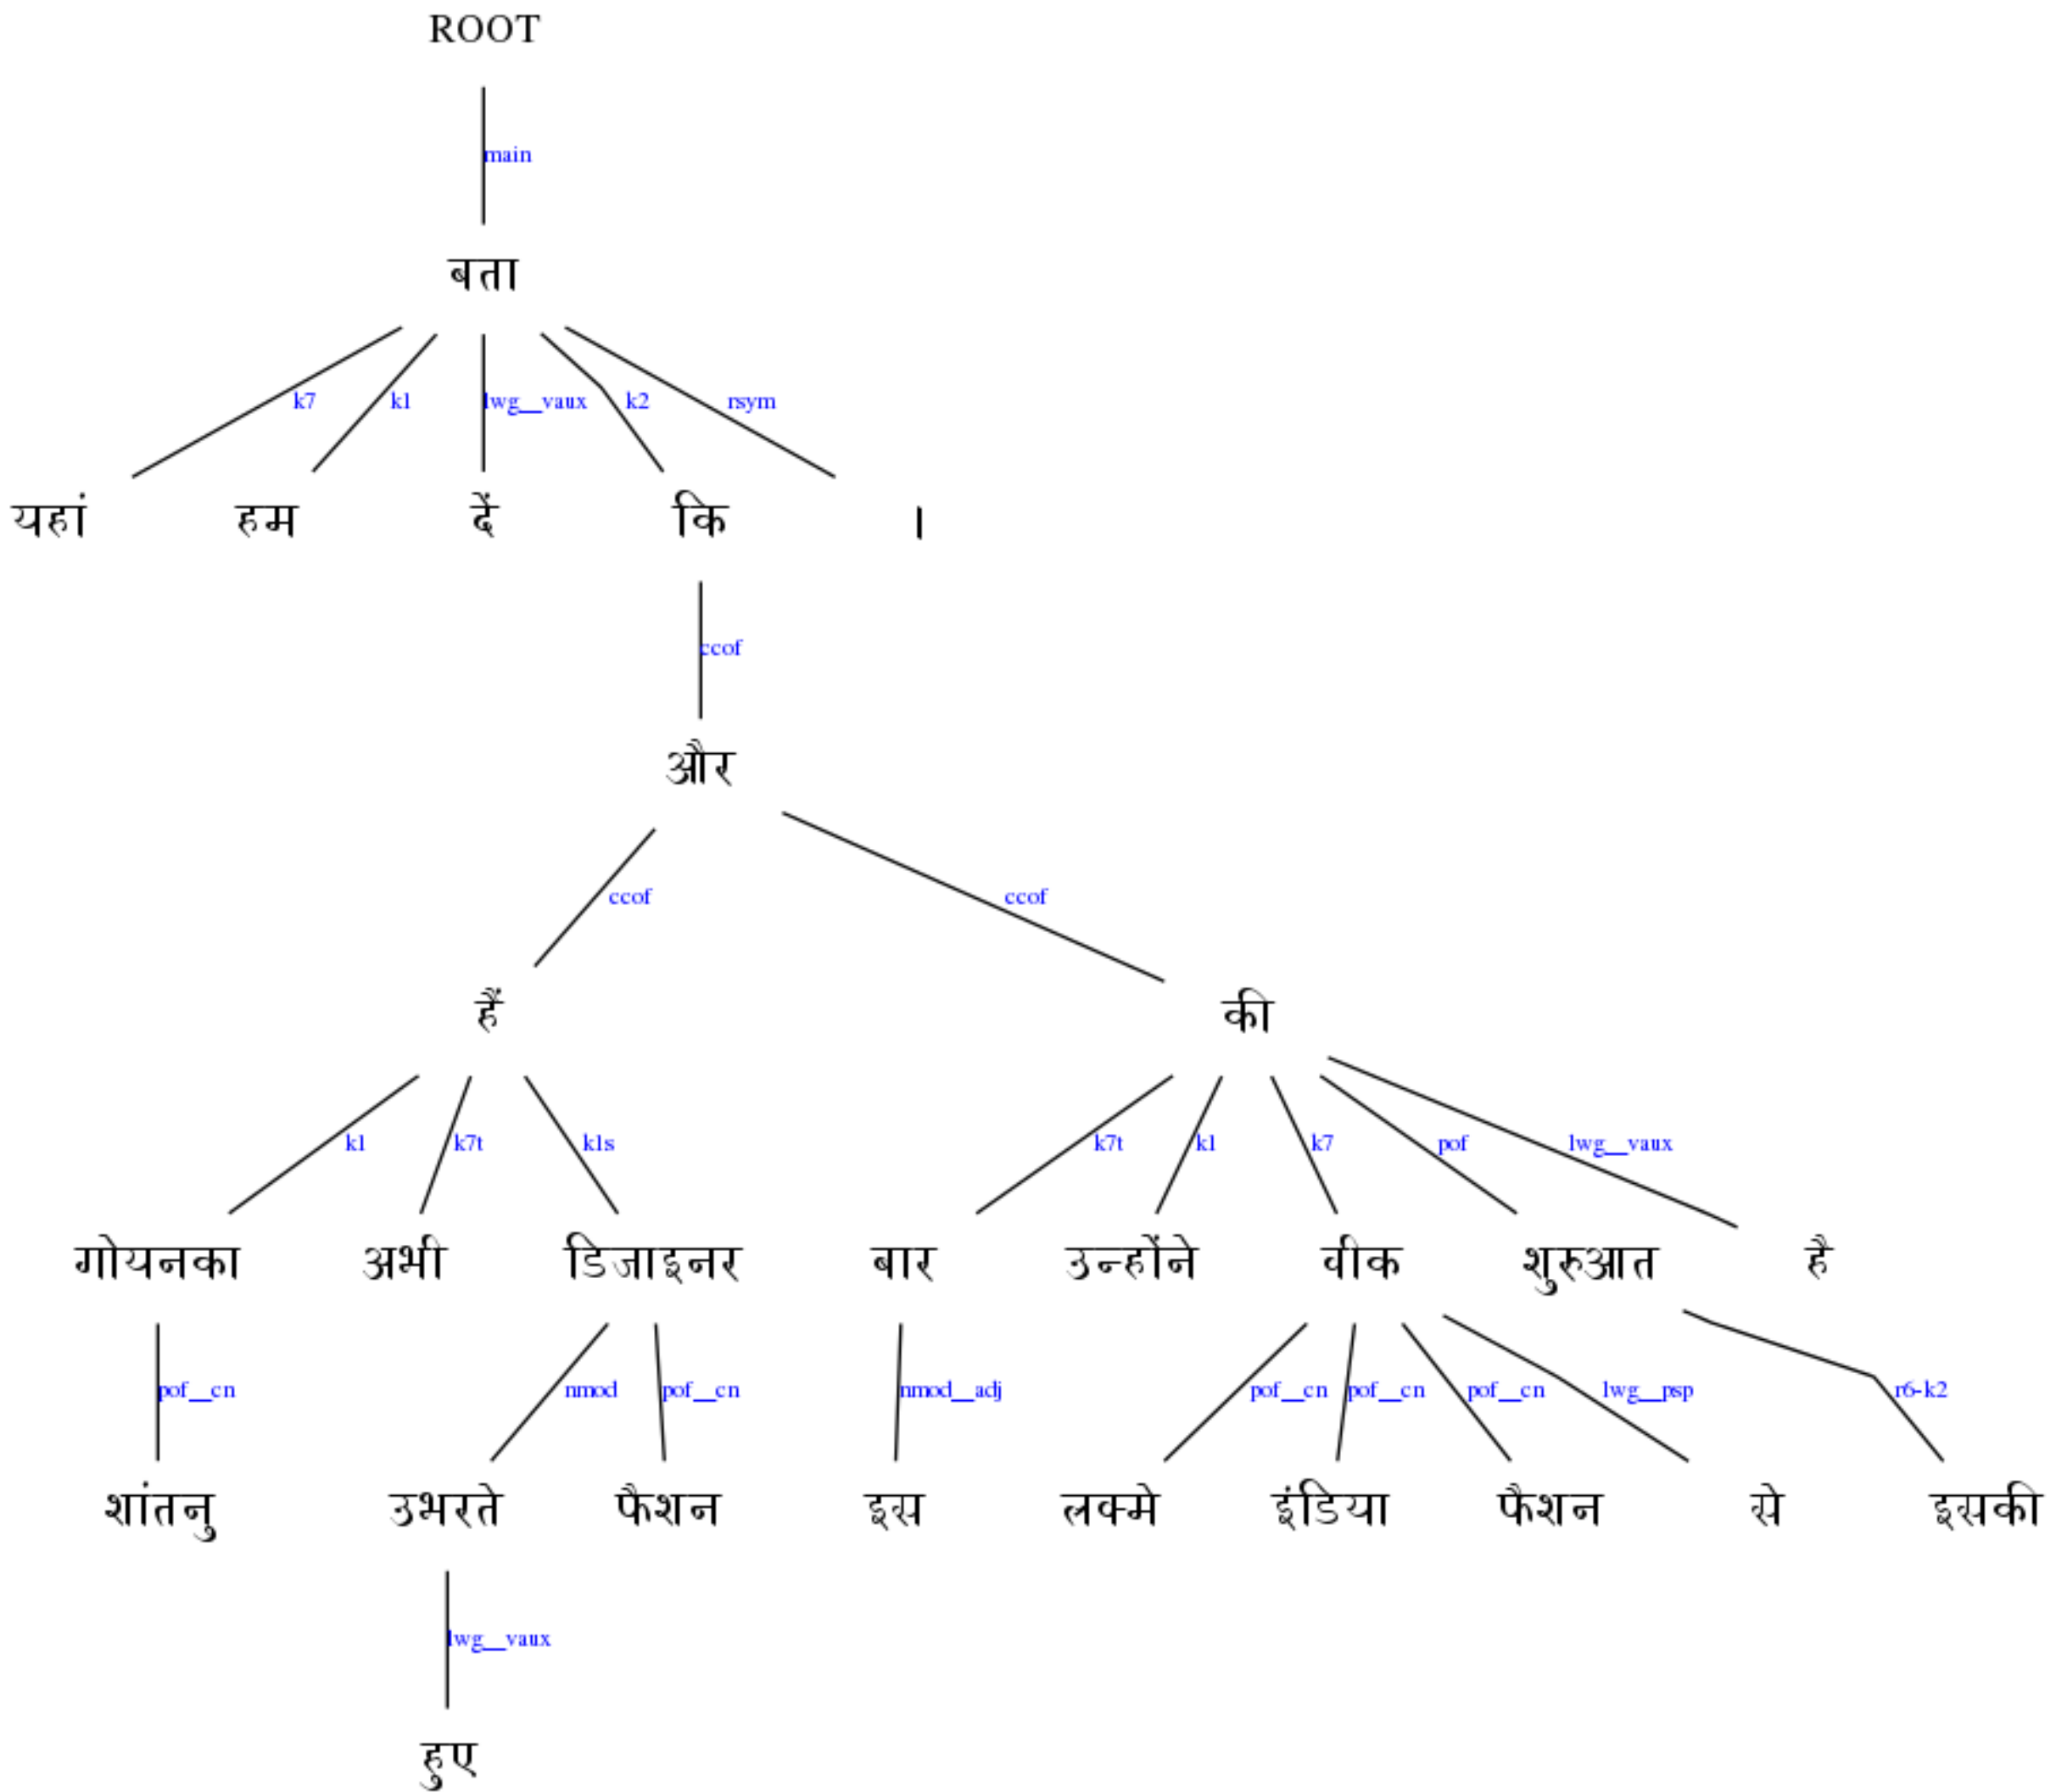 ROOT
main
बता
k7 k1 lwg__vaux k2 rsym
यहां हम दें कि ।
ccof
और
ccof ccof
हैं की
k1 k7t k1s k7t k1 k7 pof lwg__vaux
गोयनका अभी डिजाइनर बार उन्होंने वीक शुरुआत है
pof__cn nmod pof__cn nmod__adj pof__cn pof__cn pof__cn lwg__psp r6-k2
शांतनु उभरते फैशन इस लक्मे इंडिया फैशन से इसकी
lwg__vaux
हुए